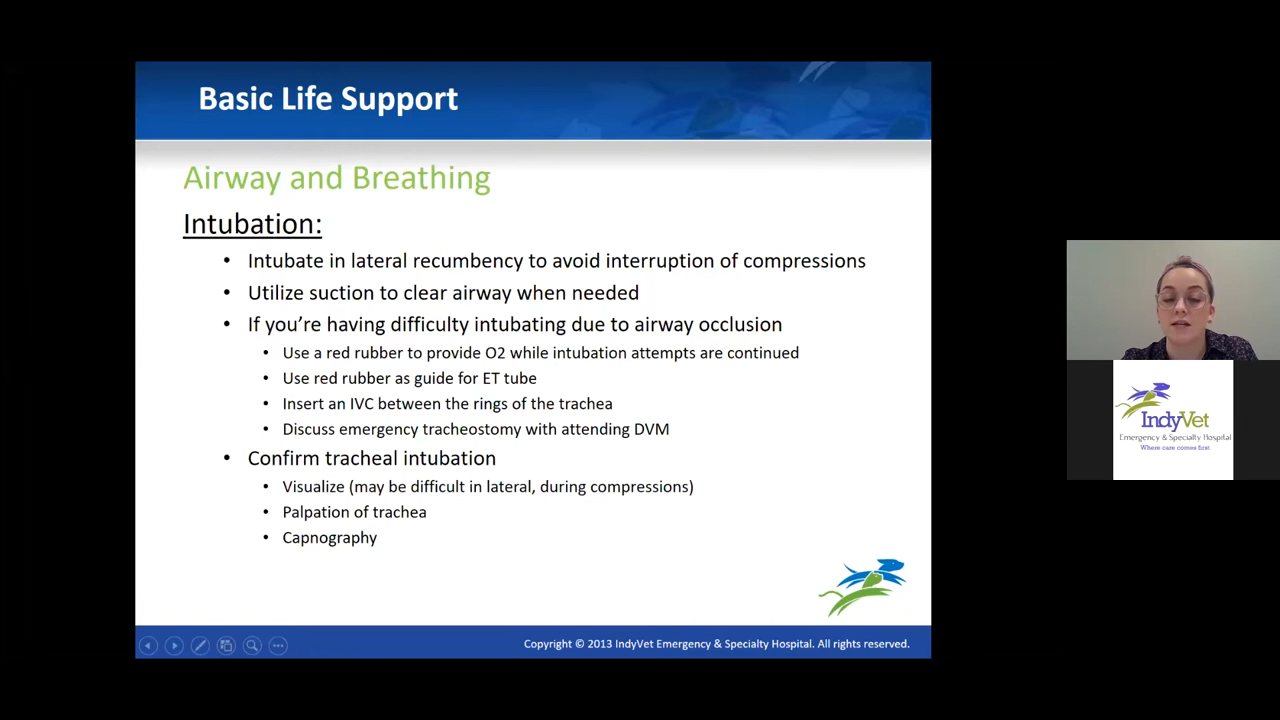 Basic Life Support
Airway and Breathing
Intubation:
• Intubate in lateral recumbency to avoid interruption of compressions
• Utilize suction to clear airway when needed
• If you're having difficulty intubating due to airway occlusion
• Use a red rubber to provide O2 while intubation attempts are continued
• Use red rubber as guide for ET tube
• Insert an IVC between the rings of the trachea
• Discuss emergency tracheostomy with attending DVM
• Confirm tracheal intubation
• Visualize (may be difficult in lateral, during compressions)
• Palpation of trachea
• Capnography
Copyright © 2013 IndyVet Emergency & Specialty Hospital. All rights reserved.
IndyVet
Emergency & Specialty Hospital
Where care comes first